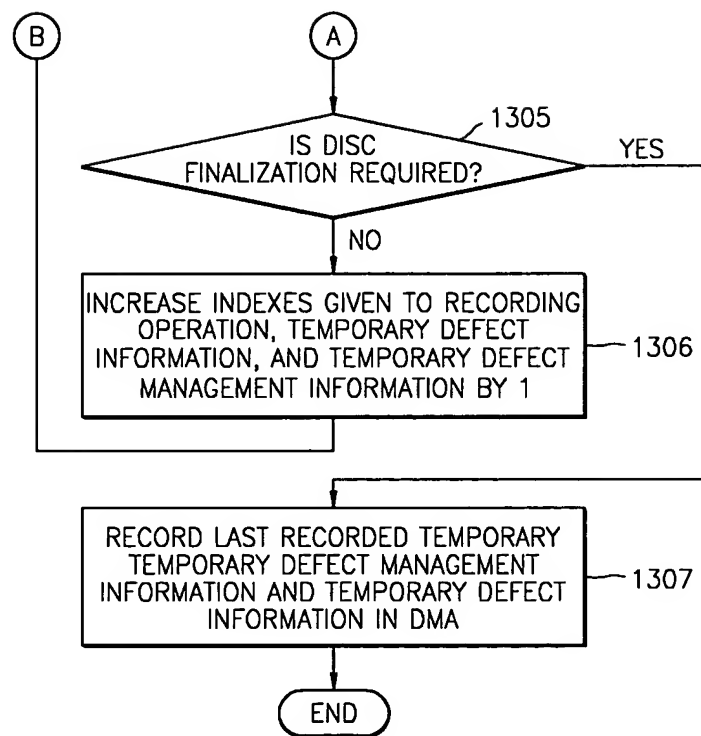 B
A
1305
IS DISC
FINALIZATION REQUIRED?
YES
NO
INCREASE INDEXES GIVEN TO RECORDING
OPERATION, TEMPORARY DEFECT
INFORMATION, AND TEMPORARY DEFECT
MANAGEMENT INFORMATION BY 1
1306
RECORD LAST RECORDED TEMPORARY
TEMPORARY DEFECT MANAGEMENT
INFORMATION AND TEMPORARY DEFECT
INFORMATION IN DMA
1307
END